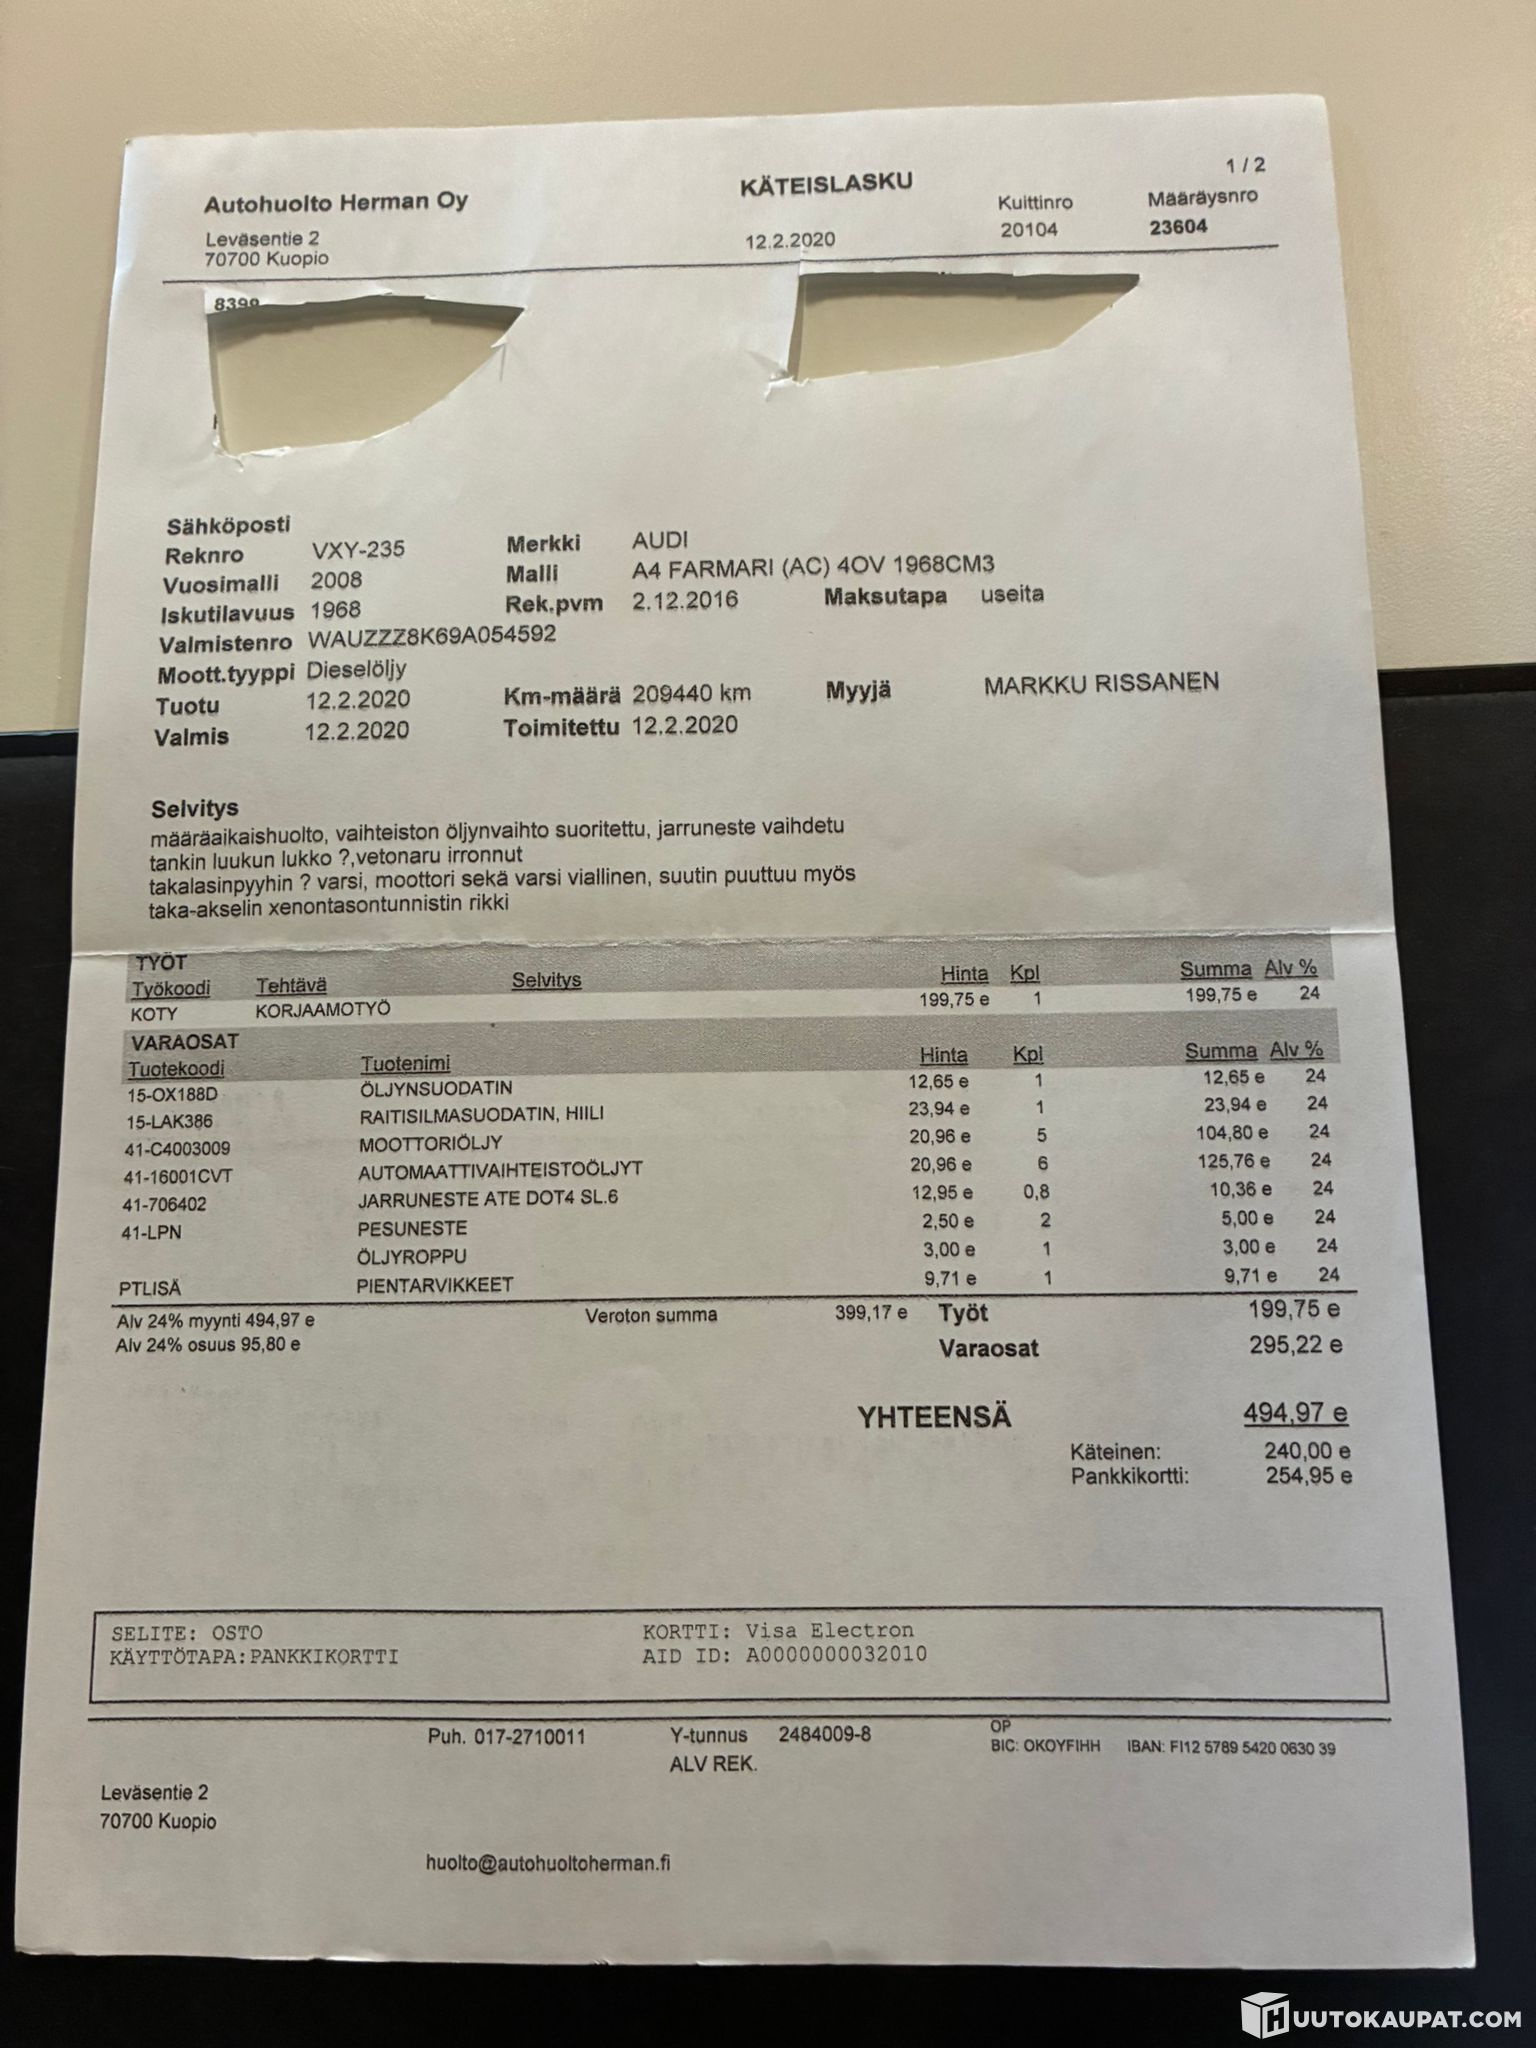 1 / 2
Autohuolto Herman Oy KÄTEISLASKU Kuittinro Määräysnro
Leväsentie 2 12.2.2020 20104 23604
70700 Kuopio
8399
Sähköposti
Reknro VXY-235 Merkki AUDI
Vuosimalli 2008 Malli A4 FARMARI (AC) 4OV 1968CM3
Iskutilavuus 1968 Rek.pvm 2.12.2016 Maksutapa useita
Valmistenro WAUZZZ8K69A054592
Moott.tyyppi Dieselöljy
Tuotu 12.2.2020 Km-määrä 209440 km Myyjä MARKKU RISSANEN
Valmis 12.2.2020 Toimitettu 12.2.2020
Selvitys
määräaikaishuolto, vaihteiston öljynvaihto suoritettu, jarruneste vaihdetu
tankin luukun lukko ?,vetonaru irronnut
takalasinpyyhin ? varsi, moottori sekä varsi viallinen, suutin puuttuu myös
taka-akselin xenontasontunnistin rikki
TYÖT
Työkoodi Tehtävä Selvitys Hinta Kpl Summa Alv %
KOTY KORJAAMOTYÖ 199,75 e 1 199,75 e 24
VARAOSAT
Tuotekoodi Tuotenimi Hinta Kpl Summa Alv %
15-OX188D ÖLJYNSUODATIN 12,65 e 1 12,65 e 24
15-LAK386 RAITISILMASUODATIN, HIILI 23,94 e 1 23,94 e 24
41-C4003009 MOOTTORIÖLJY 20,96 e 5 104,80 e 24
41-16001CVT AUTOMAATTIVAIHTEISTOÖLJYT 20,96 e 6 125,76 e 24
41-706402 JARRUNESTE ATE DOT4 SL.6 12,95 e 0,8 10,36 e 24
41-LPN PESUNESTE 2,50 e 2 5,00 e 24
ÖLJYROPPU 3,00 e 1 3,00 e 24
PTLISÄ PIENTARVIKKEET 9,71 e 1 9,71 e 24
Alv 24% myynti 494,97 e Veroton summa 399,17 e Työt 199,75 e
Alv 24% osuus 95,80 e Varaosat 295,22 e
YHTEENSÄ 494,97 e
Käteinen: 240,00 e
Pankkikortti: 254,95 e
SELITE: OSTO KORTTI: Visa Electron
KÄYTTÖTAPA:PANKKIKORTTI AID ID: A0000000032010
Puh. 017-2710011 Y-tunnus 2484009-8 OP
ALV REK. BIC: OKOYFIHH IBAN: FI12 5789 5420 0630 39
Leväsentie 2
70700 Kuopio
huolto@autohuoltoherman.fi
HUUTOKAUPAT.COM